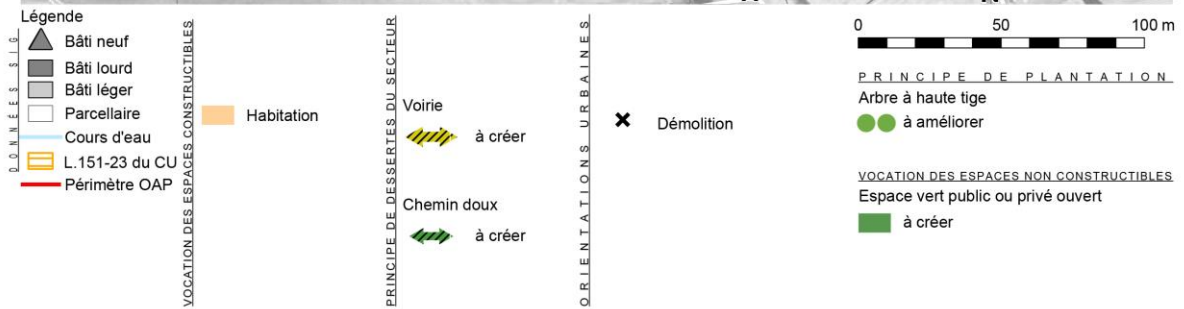 Légende
DONNÉES SIG
Bâti neuf
Bâti lourd
Bâti léger
Parcellaire
Cours d'eau
L.151-23 du CU
Périmètre OAP
VOCATION DES ESPACES CONSTRUCTIBLES
Habitation
PRINCIPE DE DESSERTES DU SECTEUR
Voirie
à créer
Chemin doux
à créer
ORIENTATIONS URBAINES
Démolition
0 50 100 m
PRINCIPE DE PLANTATION
Arbre à haute tige
à améliorer
VOCATION DES ESPACES NON CONSTRUCTIBLES
Espace vert public ou privé ouvert
à créer